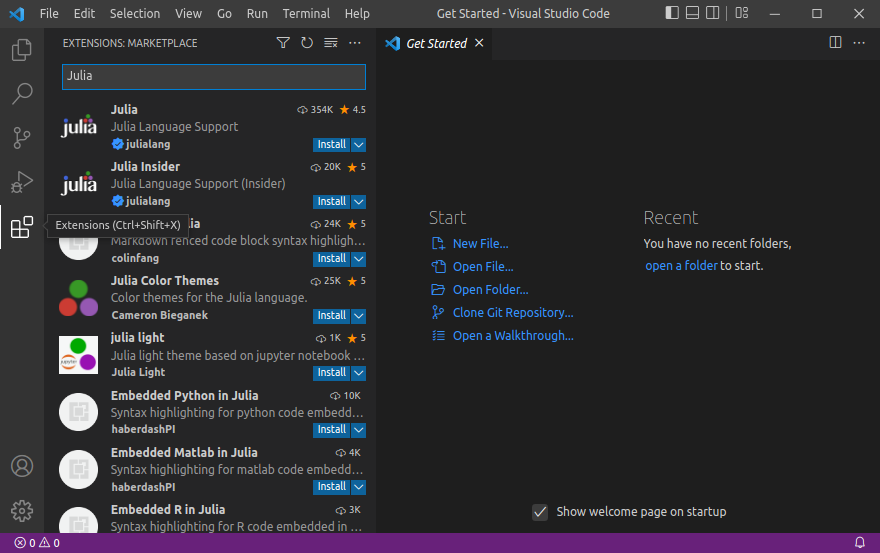 File Edit Selection View Go Run Terminal Help Get Started - Visual Studio Code
EXTENSIONS: MARKETPLACE
Julia
Julia 354K 4.5
Julia Language Support
julialang Install
Julia Insider 20K 5
Julia Language Support (Insider)
julialang Install
lia 24K 5
Markdown fenced code block syntax highligh…
colinfang Install
Extensions (Ctrl+Shift+X)
Julia Color Themes 25K 5
Color themes for the Julia language.
Cameron Bieganek Install
julia light 1K 5
Julia light theme based on jupyter notebook …
Julia Light Install
Embedded Python in Julia 10K
Syntax highlighting for python code embedd…
haberdashPI Install
Embedded Matlab in Julia 4K
Syntax highlighting for matlab code embedd…
haberdashPI Install
Embedded R in Julia 3K
Syntax highlighting for R code embedded in …
julia
julia
jupyter
Get Started
Start
New File...
Open File...
Open Folder...
Clone Git Repository...
Open a Walkthrough...
Recent
You have no recent folders,
open a folder to start.
Show welcome page on startup
0 0